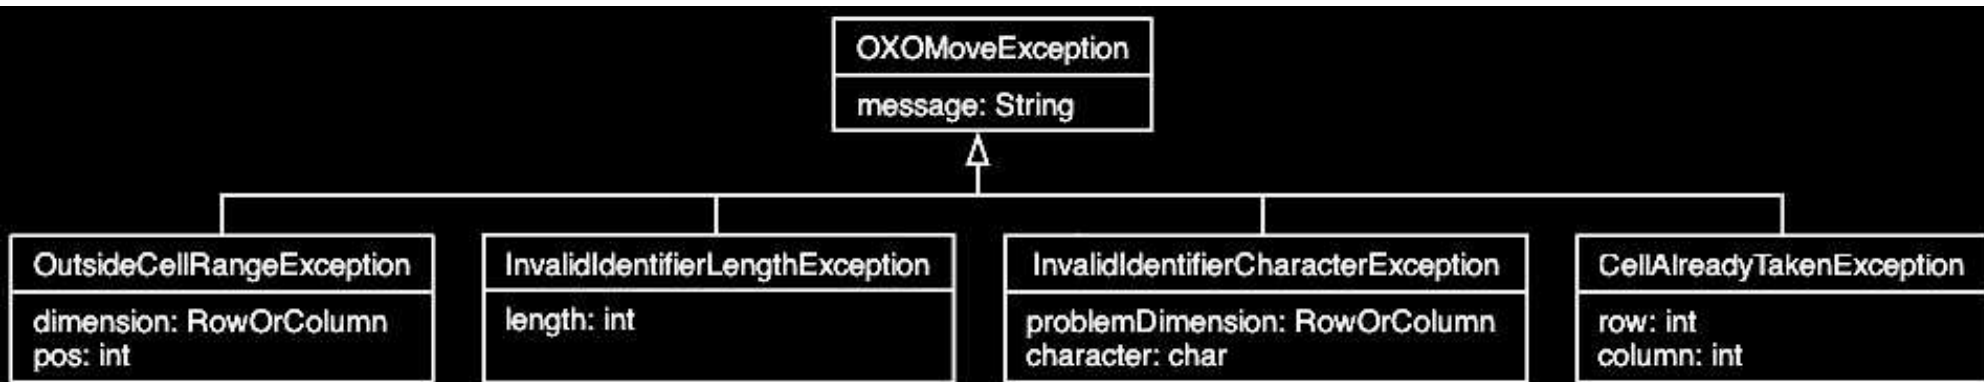 OXOMoveException
message: String
OutsideCellRangeException
dimension: RowOrColumn
pos: int
InvalidIdentifierLengthException
length: int
InvalidIdentifierCharacterException
problemDimension: RowOrColumn
character: char
CellAlreadyTakenException
row: int
column: int